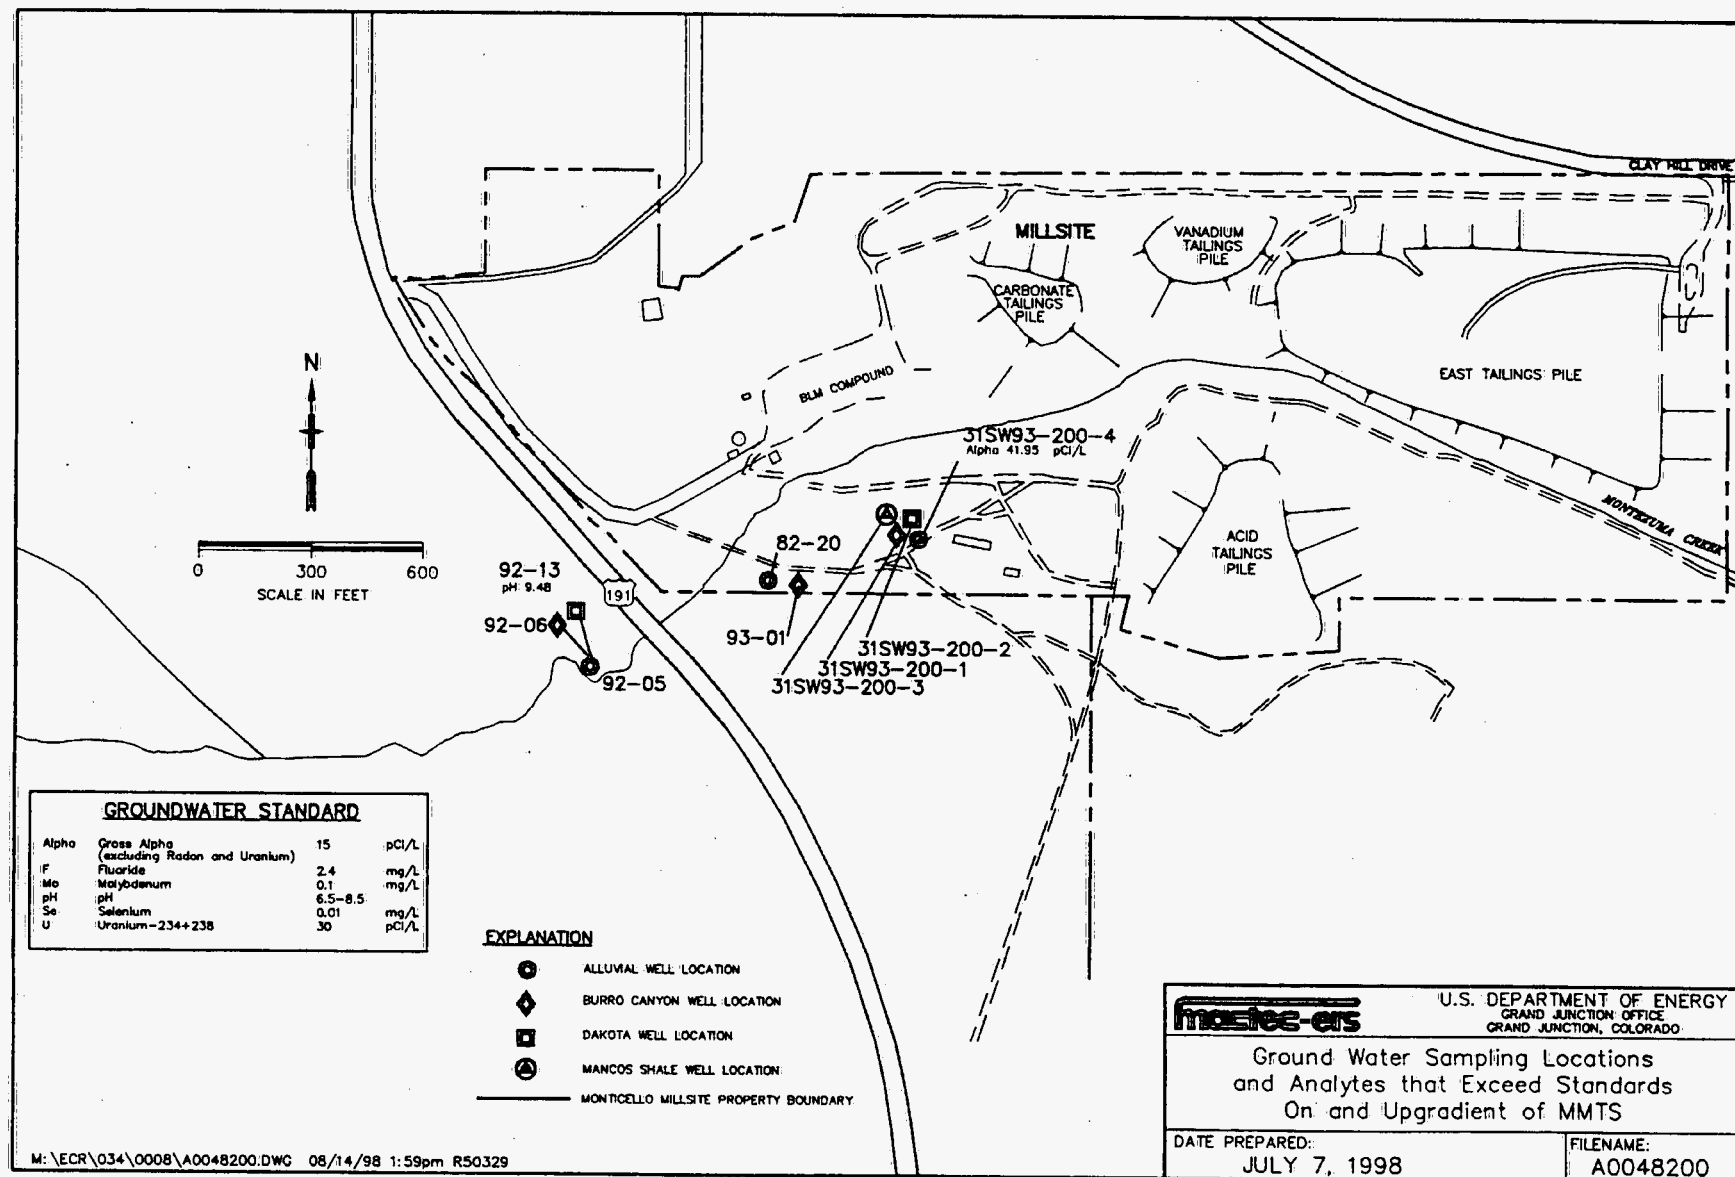 CLAY HILL DRIVE
MILLSITE
VANADIUM
TAILINGS
PILE
CARBONATE
TAILINGS
PILE
EAST TAILINGS PILE
BLM COMPOUND
N
31SW93-200-4
Alpha 41.95 pCi/L
MONTEZUMA CREEK
ACID
TAILINGS
PILE
82-20
0 300 600
SCALE IN FEET
92-13
pH 9.48
191
92-06
93-01
31SW93-200-2
31SW93-200-1
31SW93-200-3
92-05
GROUNDWATER STANDARD
Alpha Gross Alpha 15 pCi/L
(excluding Radon and Uranium)
F Fluoride 2.4 mg/L
Mo Molybdenum 0.1 mg/L
pH pH 6.5-8.5
Se Selenium 0.01 mg/L
U Uranium-234+238 30 pCi/L
EXPLANATION
ALLUVIAL WELL LOCATION
BURRO CANYON WELL LOCATION
DAKOTA WELL LOCATION
MANCOS SHALE WELL LOCATION
MONTICELLO MILLSITE PROPERTY BOUNDARY
mactec-ers
U.S. DEPARTMENT OF ENERGY
GRAND JUNCTION OFFICE
GRAND JUNCTION, COLORADO
Ground Water Sampling Locations
and Analytes that Exceed Standards
On and Upgradient of MMTS
DATE PREPARED:
JULY 7, 1998
FILENAME:
A0048200
M:\ECR\034\0008\A0048200.DWG 08/14/98 1:59pm R50329